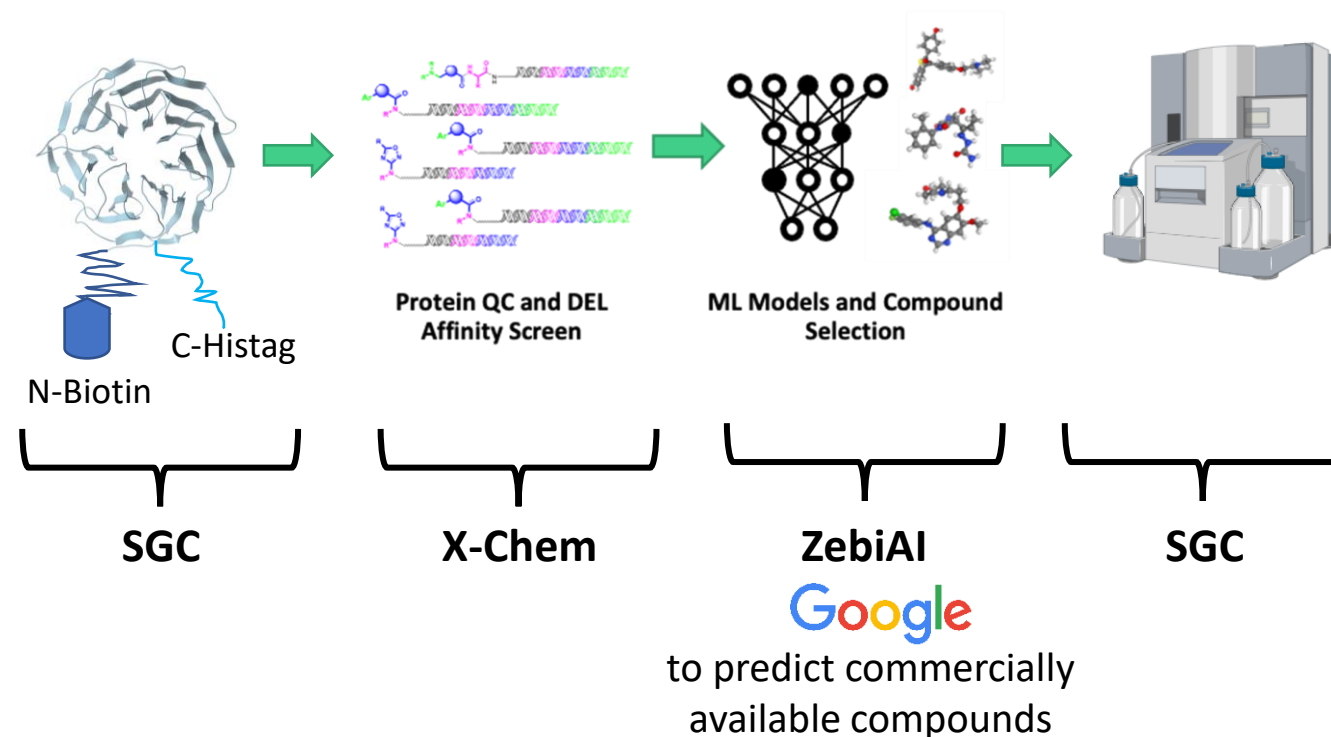 C-Histag
N-Biotin
Protein QC and DEL
Affinity Screen
ML Models and Compound
Selection
SGC
X-Chem
ZebiAI
SGC
Google
to predict commercially
available compounds